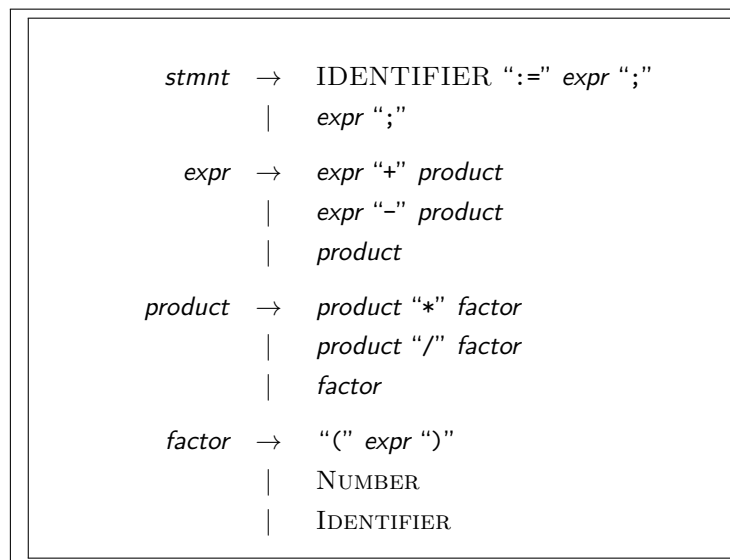 stmnt → IDENTIFIER “:=” expr “;”
| expr “;”
expr → expr “+” product
| expr “-” product
| product
product → product “*” factor
| product “/” factor
| factor
factor → “(” expr “)”
| NUMBER
| IDENTIFIER